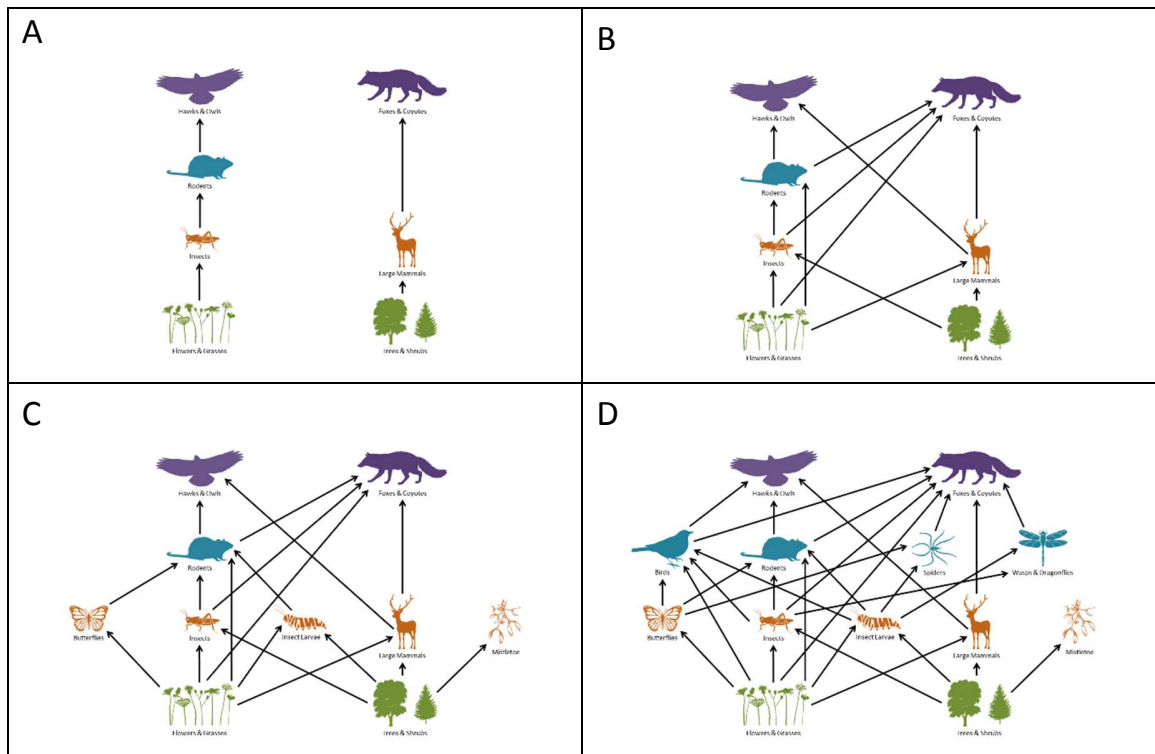 A
Hawks & Owls
Foxes & Coyotes
Rodents
Insects
Large Mammals
Flowers & Grasses
Trees & Shrubs
B
Hawks & Owls
Foxes & Coyotes
Rodents
Insects
Large Mammals
Flowers & Grasses
Trees & Shrubs
C
Hawks & Owls
Foxes & Coyotes
Rodents
Butterflies
Insects
Insect Larvae
Large Mammals
Mistletoe
Flowers & Grasses
Trees & Shrubs
D
Hawks & Owls
Foxes & Coyotes
Birds
Rodents
Spiders
Wasps & Dragonflies
Butterflies
Insects
Insect Larvae
Large Mammals
Mistletoe
Flowers & Grasses
Trees & Shrubs